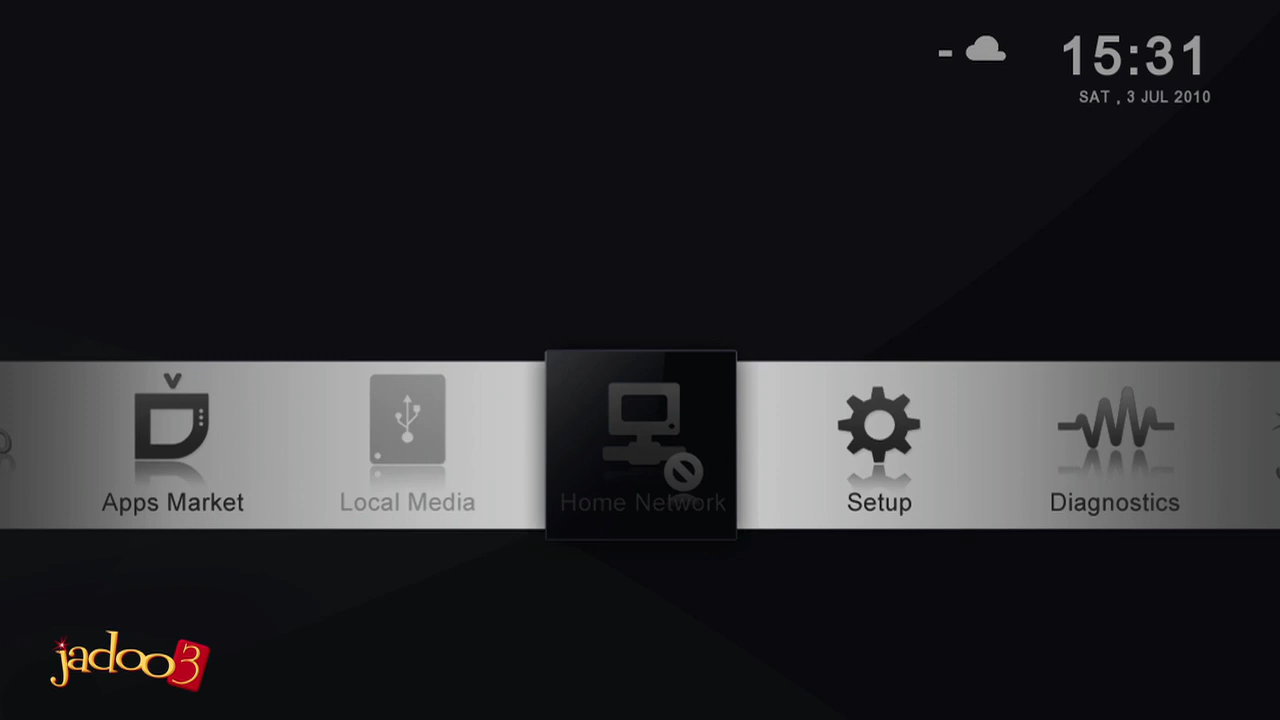 15:31
SAT , 3 JUL 2010
Apps Market
Local Media
Home Network
Setup
Diagnostics
jadoo3